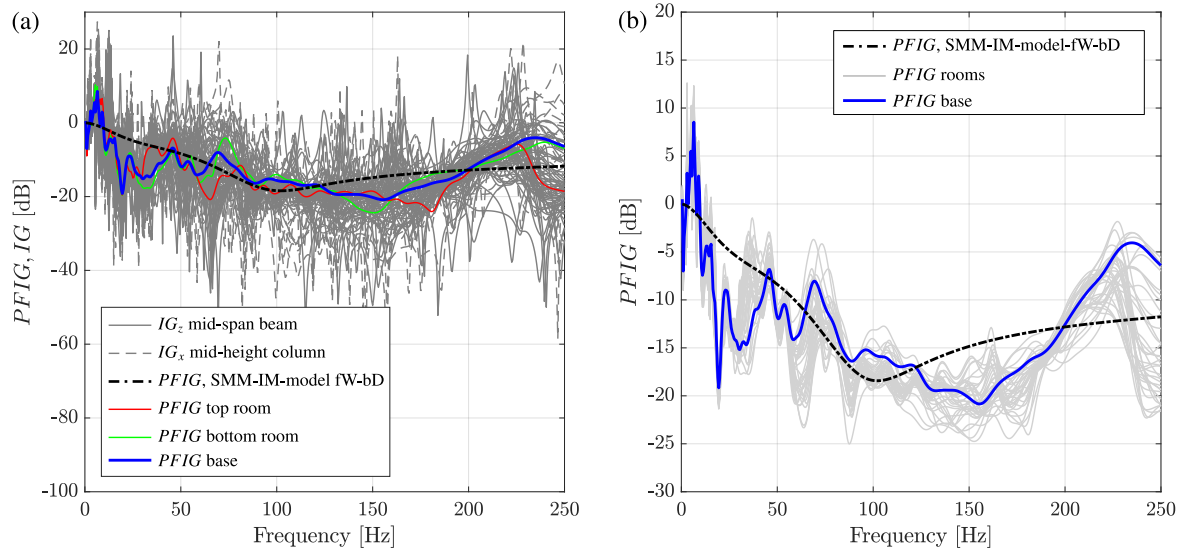 (a)
PFIG, IG [dB]
20
0
-20
-40
-60
-80
-100
IG_z mid-span beam
IG_x mid-height column
PFIG, SMM-IM-model fW-bD
PFIG top room
PFIG bottom room
PFIG base
0 50 100 150 200 250
Frequency [Hz]
(b)
PFIG [dB]
20
15
10
5
0
-5
-10
-15
-20
-25
-30
PFIG, SMM-IM-model-fW-bD
PFIG rooms
PFIG base
0 50 100 150 200 250
Frequency [Hz]